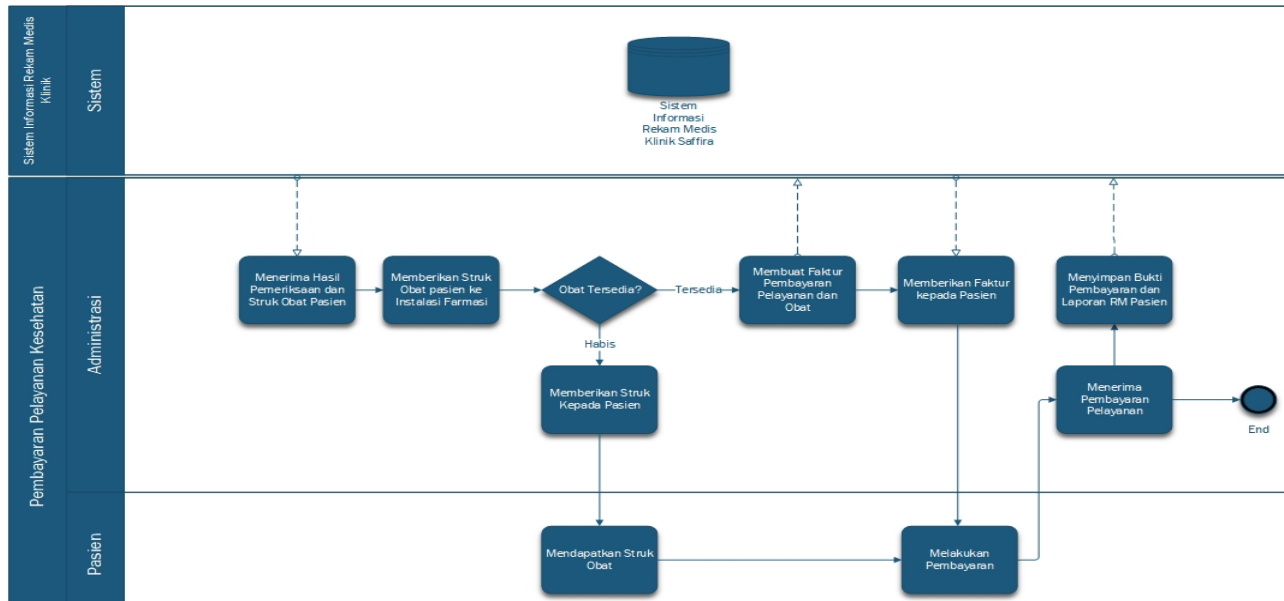 Sistem Informasi Rekam Medis
Klinik
Sistem
Sistem
Informasi
Rekam Medis
Klinik Saffira
Pembayaran Pelayanan Kesehatan
Administrasi
Menerima Hasil
Pemeriksaan dan
Struk Obat Pasien
Memberikan Struk
Obat pasien ke
Instalasi Farmasi
Obat Tersedia?
Tersedia
Membuat Faktur
Pembayaran
Pelayanan dan
Obat
Memberikan Faktur
kepada Pasien
Menyimpan Bukti
Pembayaran dan
Laporan RM Pasien
Habis
Memberikan Struk
Kepada Pasien
Menerima
Pembayaran
Pelayanan
End
Pasien
Mendapatkan Struk
Obat
Melakukan
Pembayaran